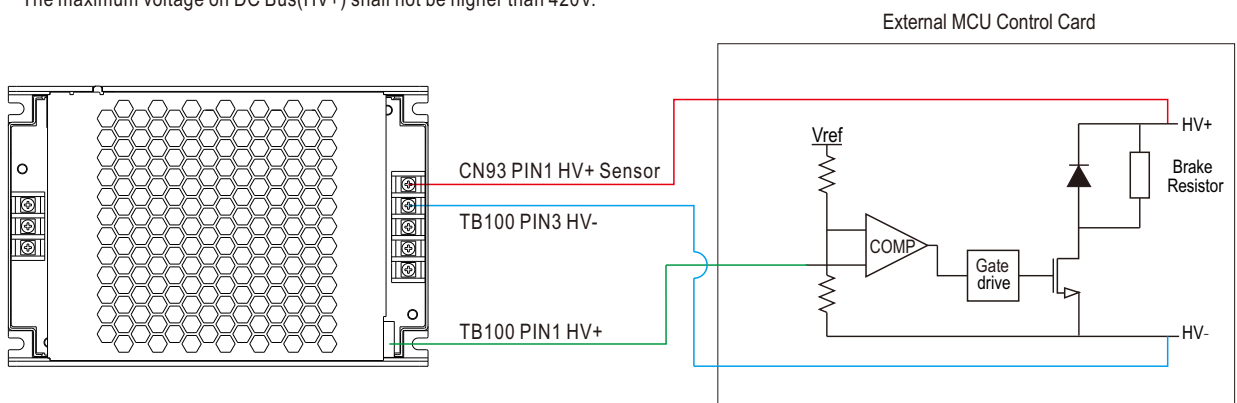 The maximum voltage on DC Bus(HV+) shall not be higher than 420V.
External MCU Control Card
HV+
Vref
Brake
Resistor
CN93 PIN1 HV+ Sensor
TB100 PIN3 HV-
COMP
Gate
drive
TB100 PIN1 HV+
HV-